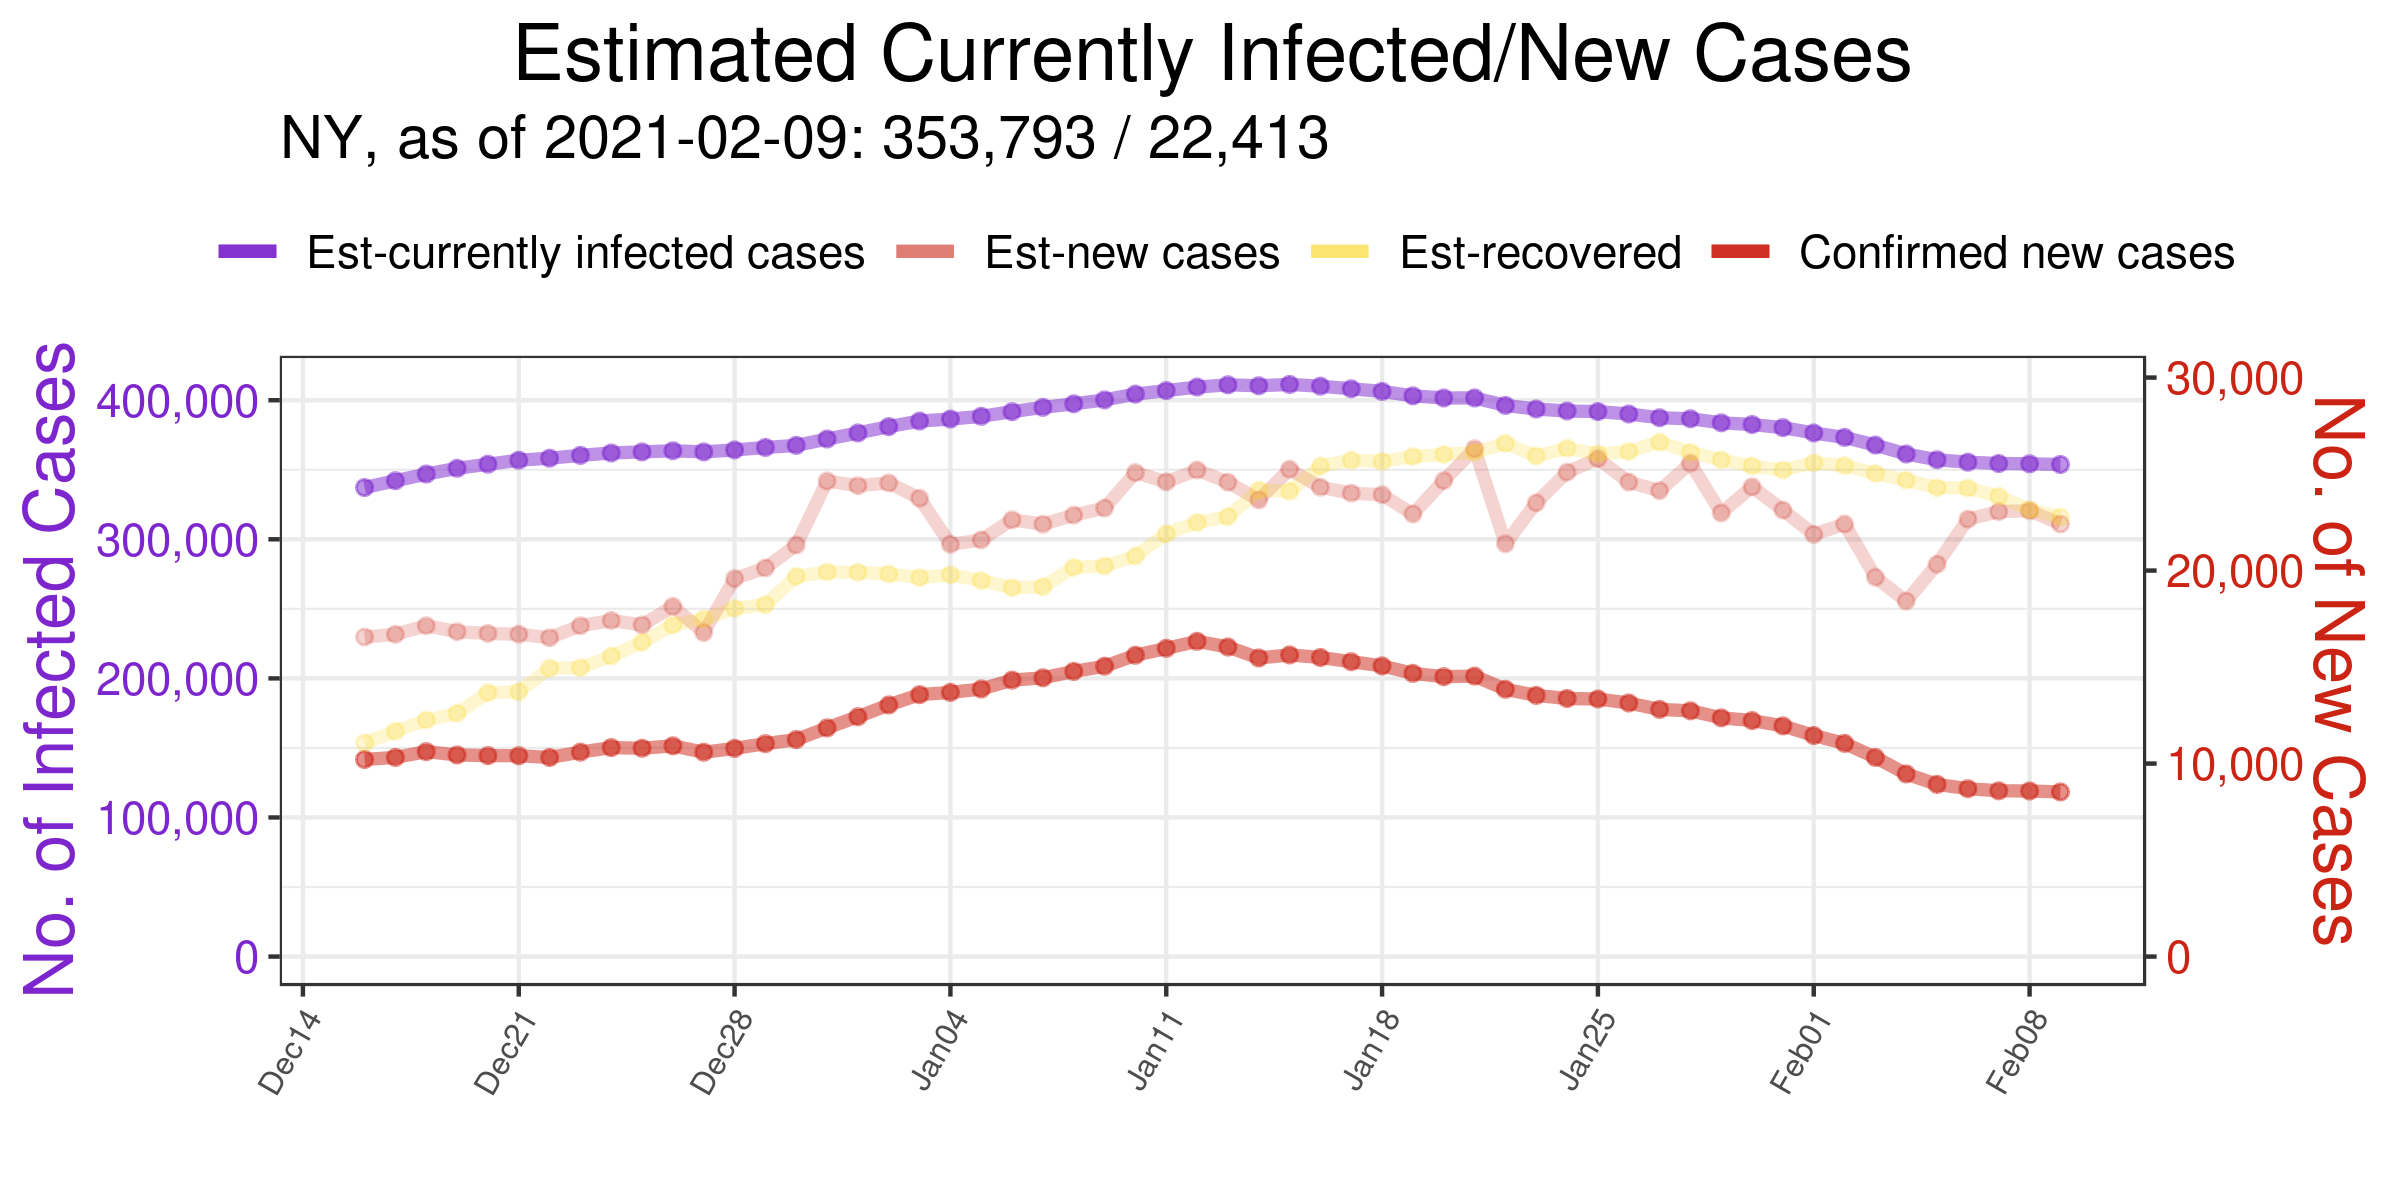 Estimated Currently Infected/New Cases
NY, as of 2021-02-09: 353,793 / 22,413
Est-currently infected cases Est-new cases Est-recovered Confirmed new cases
No. of Infected Cases
400,000
300,000
200,000
100,000
0
30,000
20,000
10,000
0
No. of New Cases
Dec14 Dec21 Dec28 Jan04 Jan11 Jan18 Jan25 Feb01 Feb08